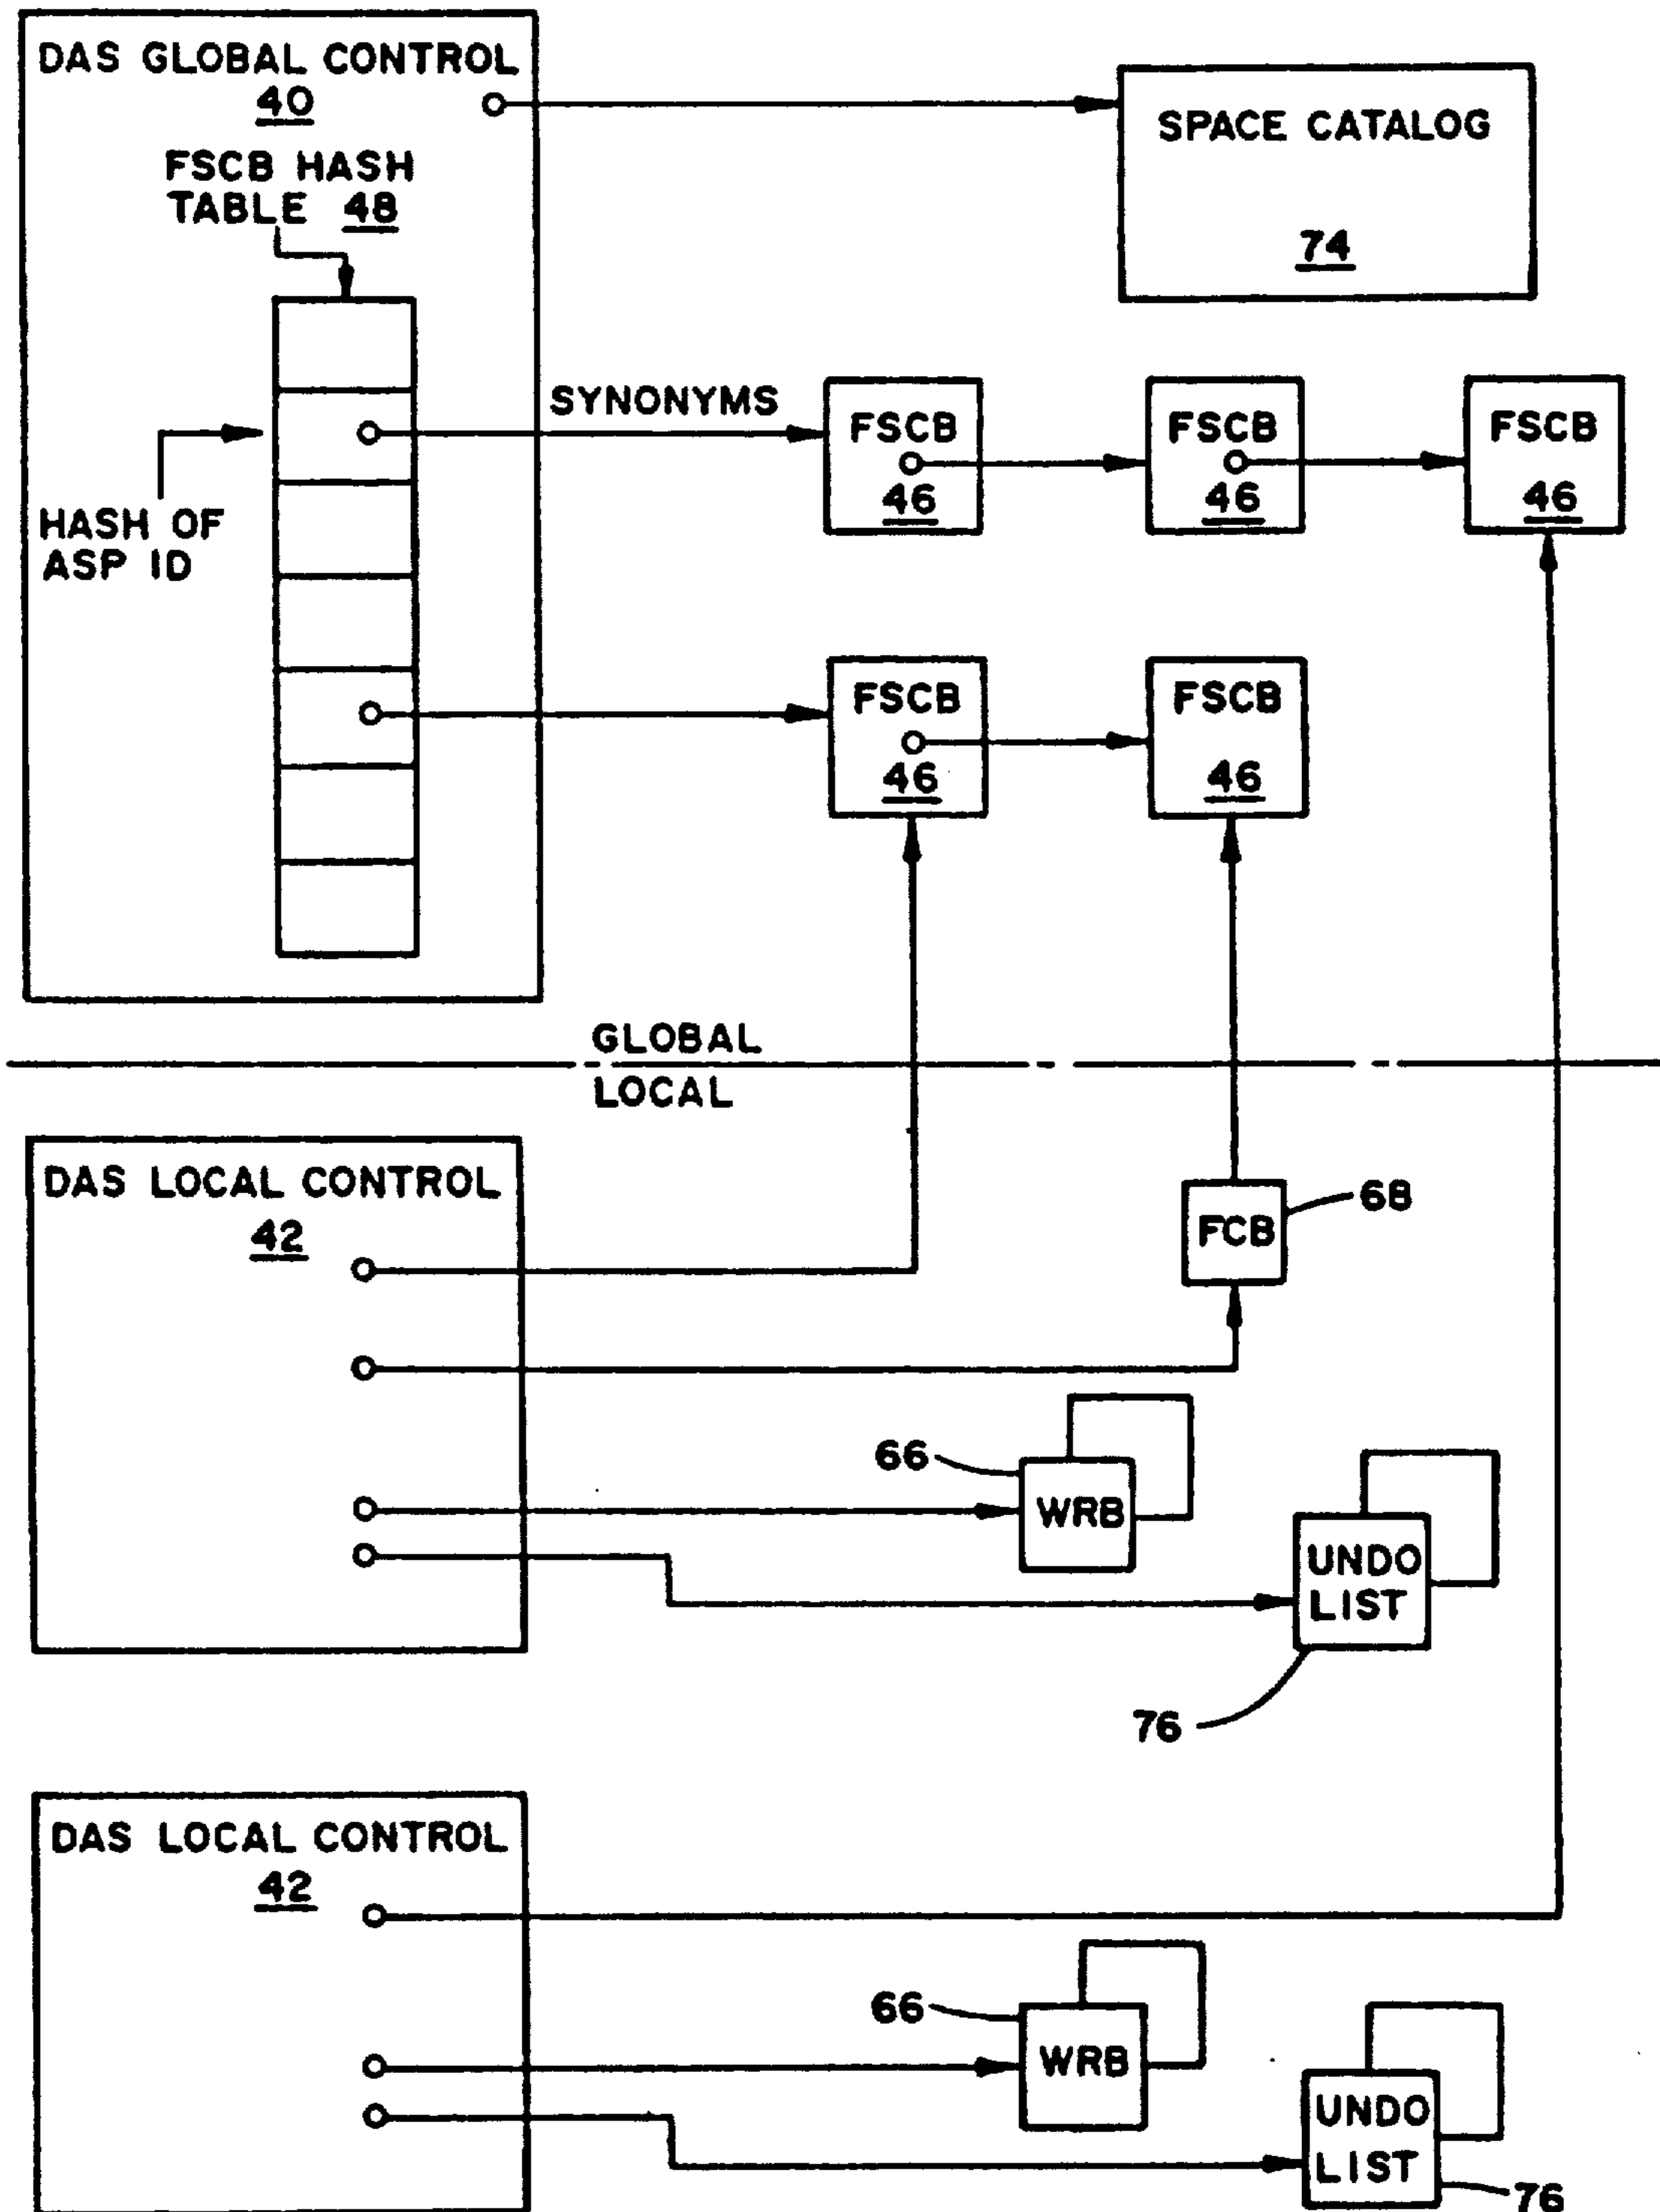 DAS GLOBAL CONTROL
40
FSCB HASH
TABLE 48
HASH OF
ASP ID
SPACE CATALOG
74
SYNONYMS
FSCB
46
FSCB
46
FSCB
46
FSCB
46
FSCB
46
GLOBAL
LOCAL
DAS LOCAL CONTROL
42
FCB
68
66
WRB
UNDO
LIST
76
DAS LOCAL CONTROL
42
66
WRB
UNDO
LIST
76